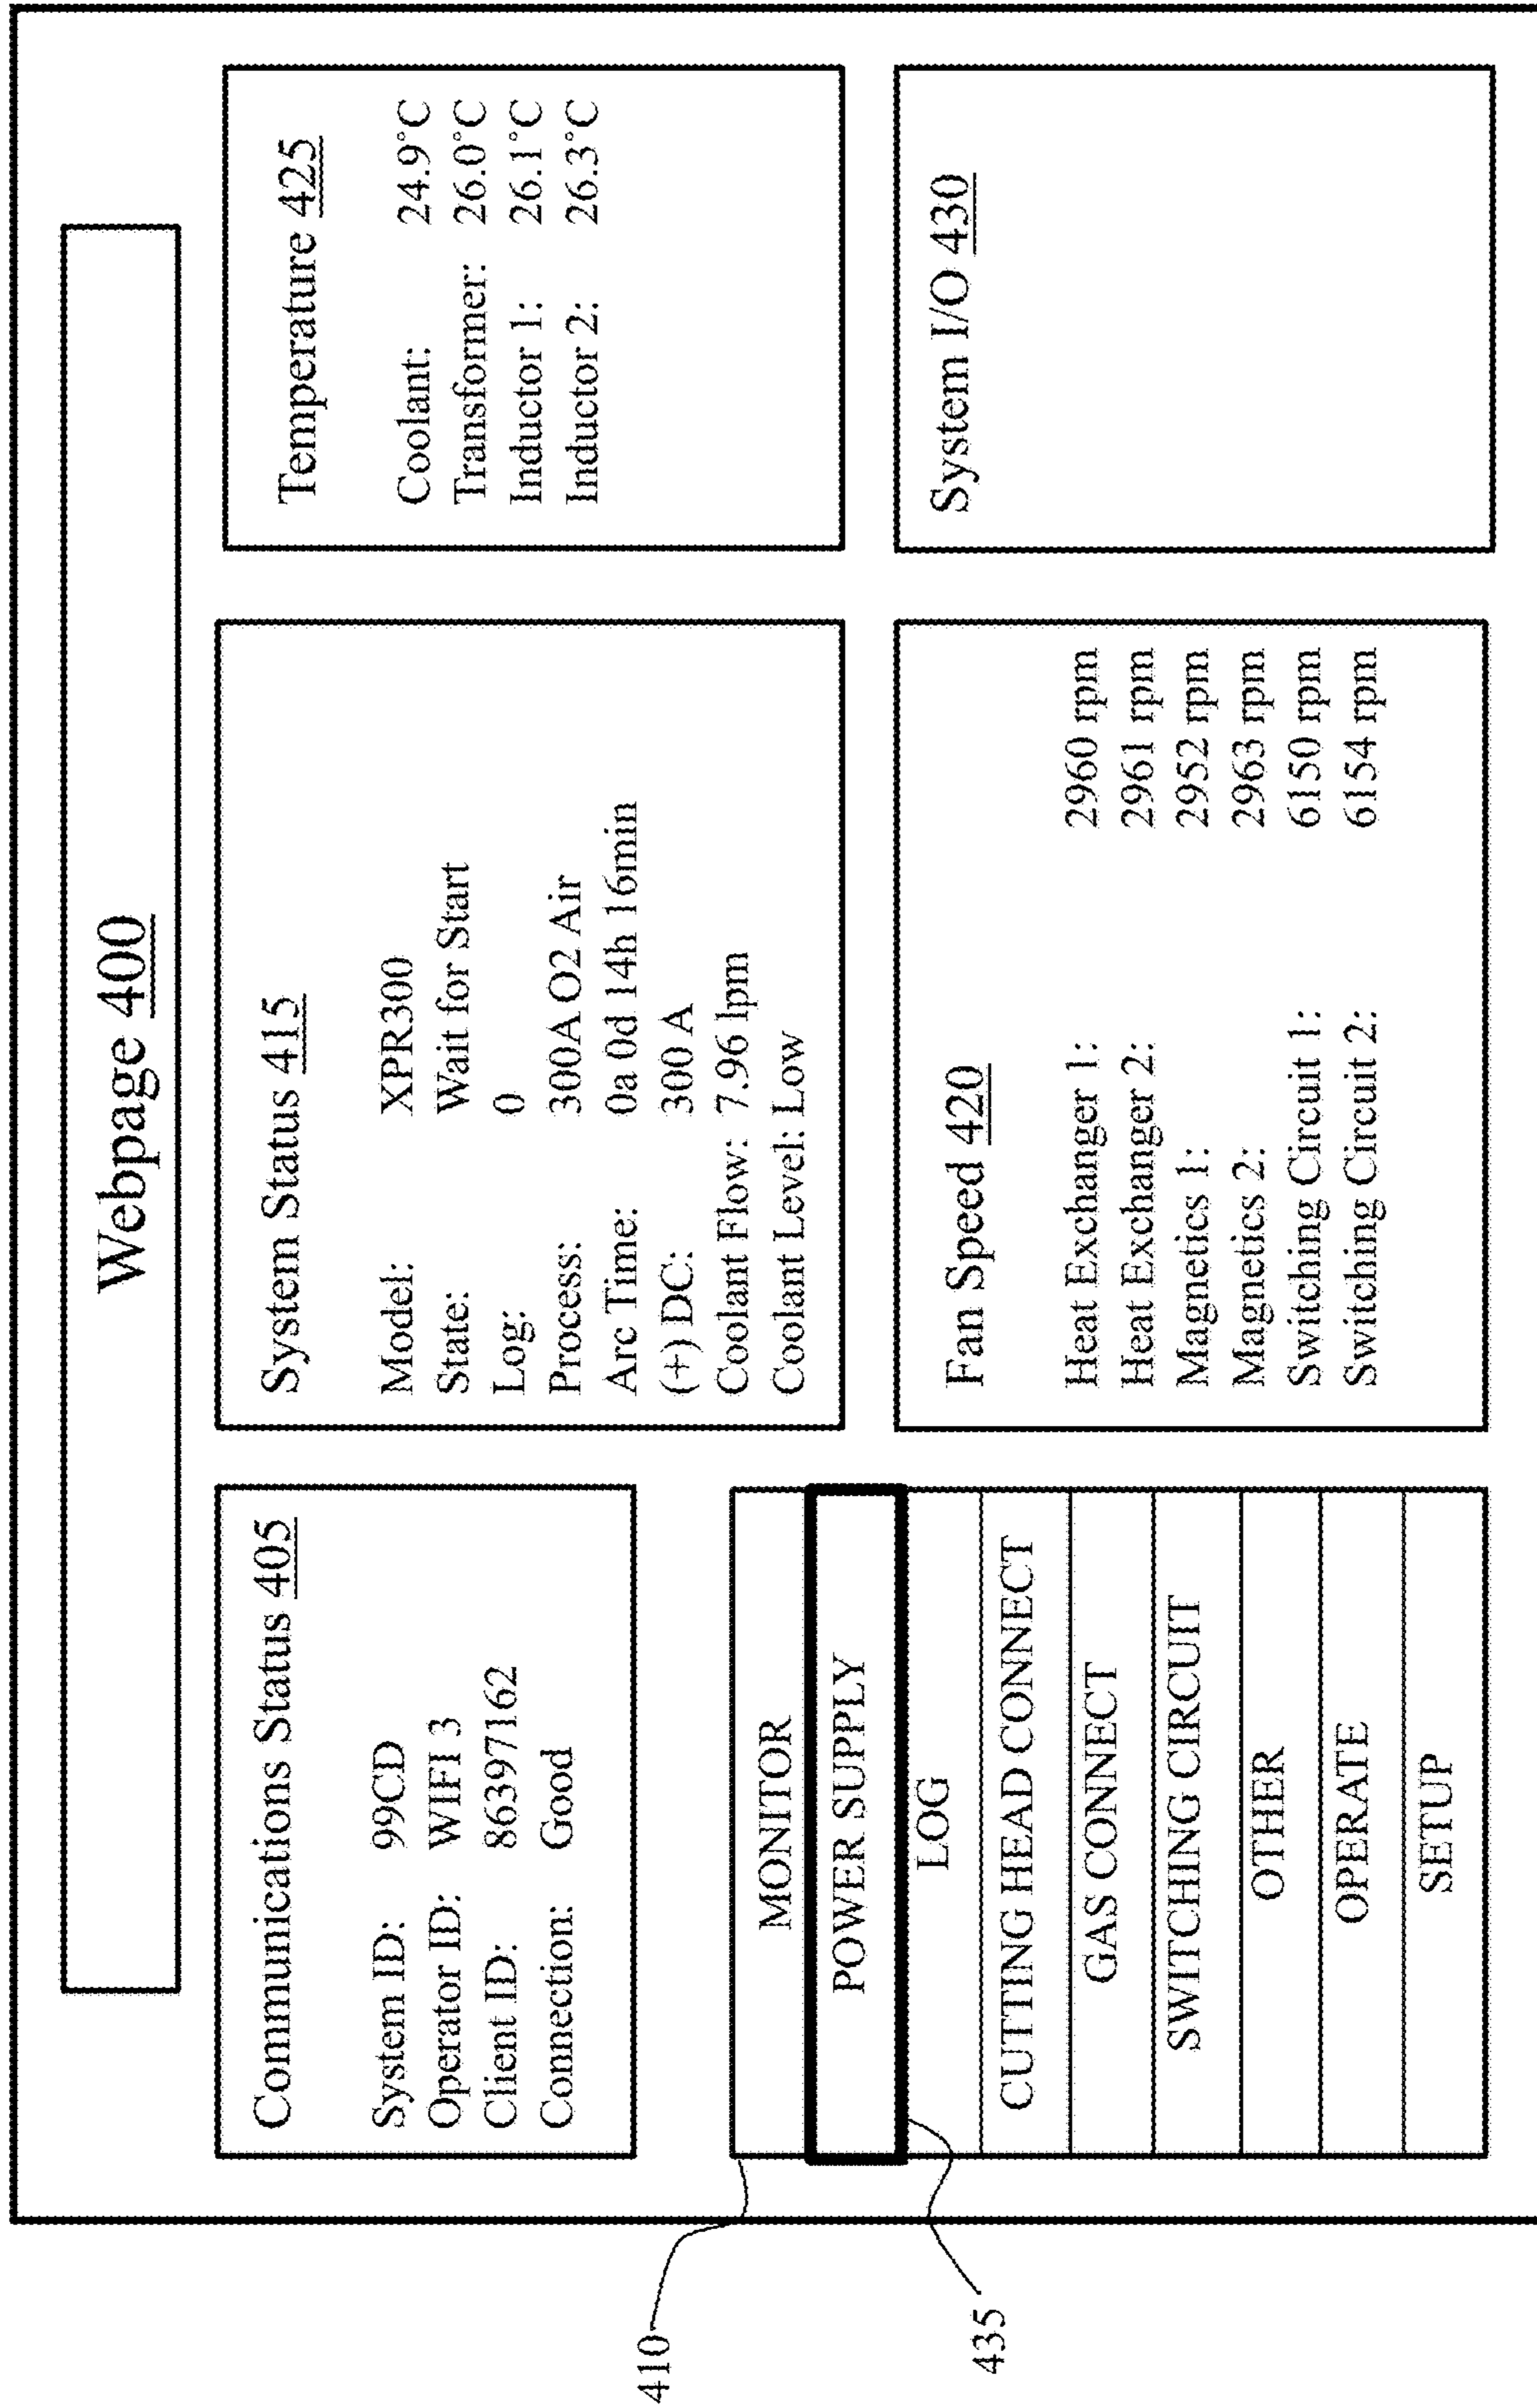 Webpage 400
Communications Status 405
System ID: 99CD
Operator ID: WIFI 3
Client ID: 86397162
Connection: Good
410
MONITOR
POWER SUPPLY
LOG
CUTTING HEAD CONNECT
GAS CONNECT
SWITCHING CIRCUIT
OTHER
OPERATE
SETUP
435
System Status 415
Model: XPR300
State: Wait for Start
Log: 0
Process: 300A O2 Air
Arc Time: 0a 0d 14h 16min
(+) DC: 300 A
Coolant Flow: 7.96 lpm
Coolant Level: Low
Fan Speed 420
Heat Exchanger 1: 2960 rpm
Heat Exchanger 2: 2961 rpm
Magnetics 1: 2952 rpm
Magnetics 2: 2963 rpm
Switching Circuit 1: 6150 rpm
Switching Circuit 2: 6154 rpm
Temperature 425
Coolant: 24.9°C
Transformer: 26.0°C
Inductor 1: 26.1°C
Inductor 2: 26.3°C
System I/O 430